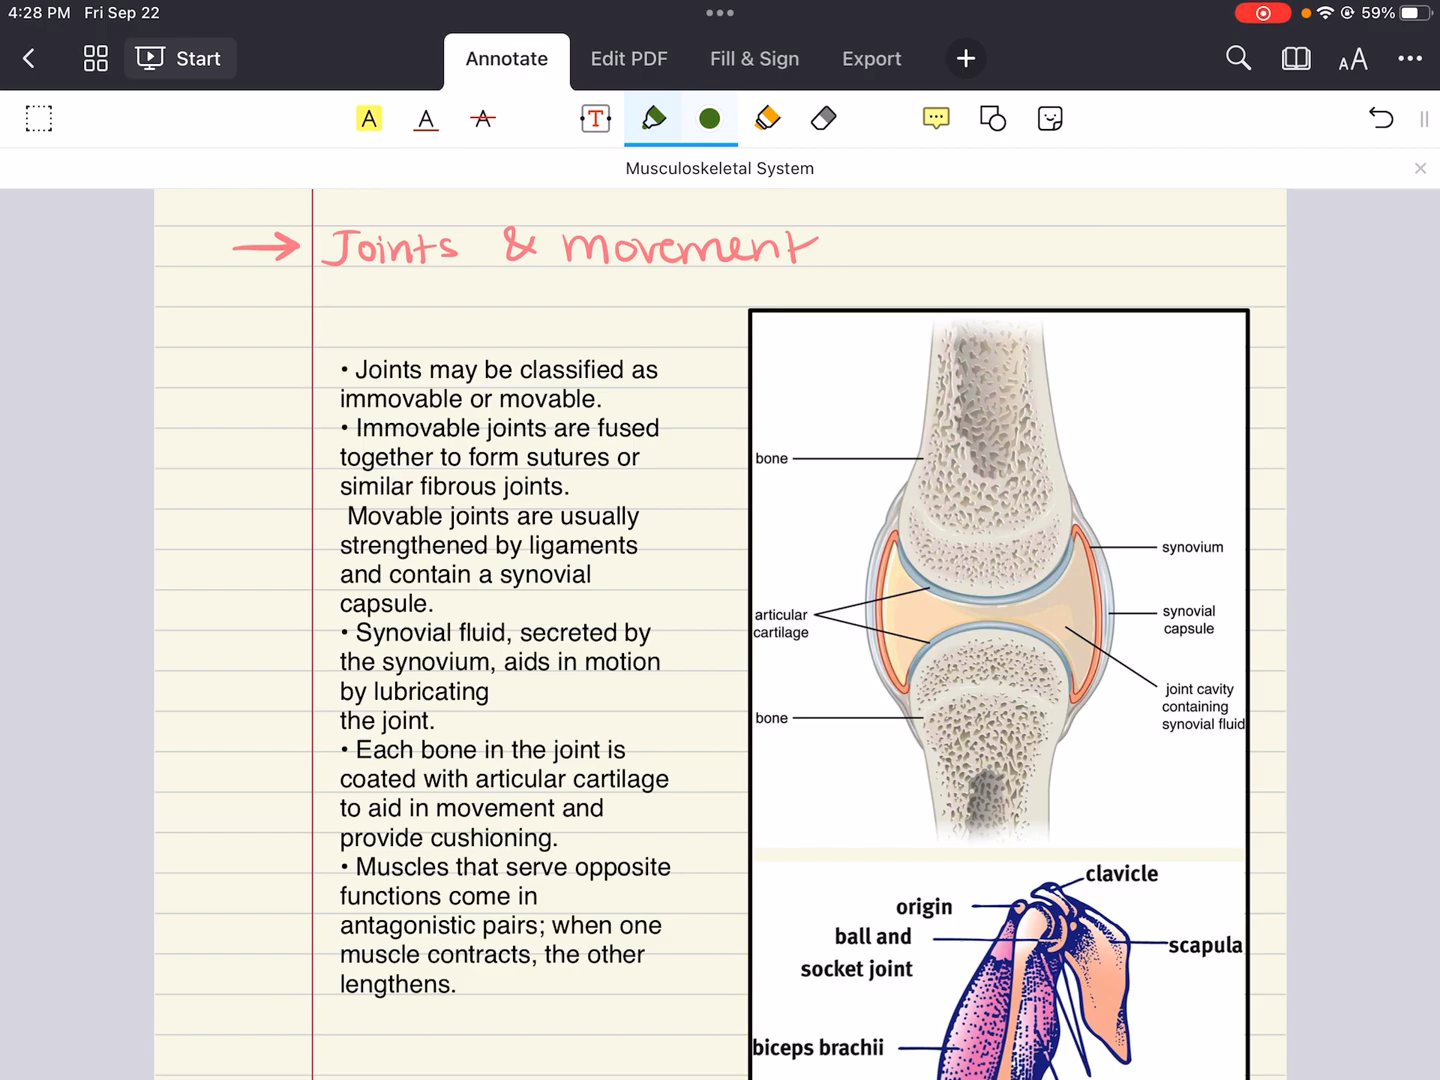 4:28 PM Fri Sep 22
59%
Start
Annotate
Edit PDF
Fill & Sign
Export
AA
A
A
A
T
Musculoskeletal System
→ Joints & Movement
• Joints may be classified as
immovable or movable.
• Immovable joints are fused
together to form sutures or
similar fibrous joints.
Movable joints are usually
strengthened by ligaments
and contain a synovial
capsule.
• Synovial fluid, secreted by
the synovium, aids in motion
by lubricating
the joint.
• Each bone in the joint is
coated with articular cartilage
to aid in movement and
provide cushioning.
• Muscles that serve opposite
functions come in
antagonistic pairs; when one
muscle contracts, the other
lengthens.
bone
synovium
articular
cartilage
synovial
capsule
joint cavity
containing
synovial fluid
bone
clavicle
origin
ball and
socket joint
scapula
biceps brachii